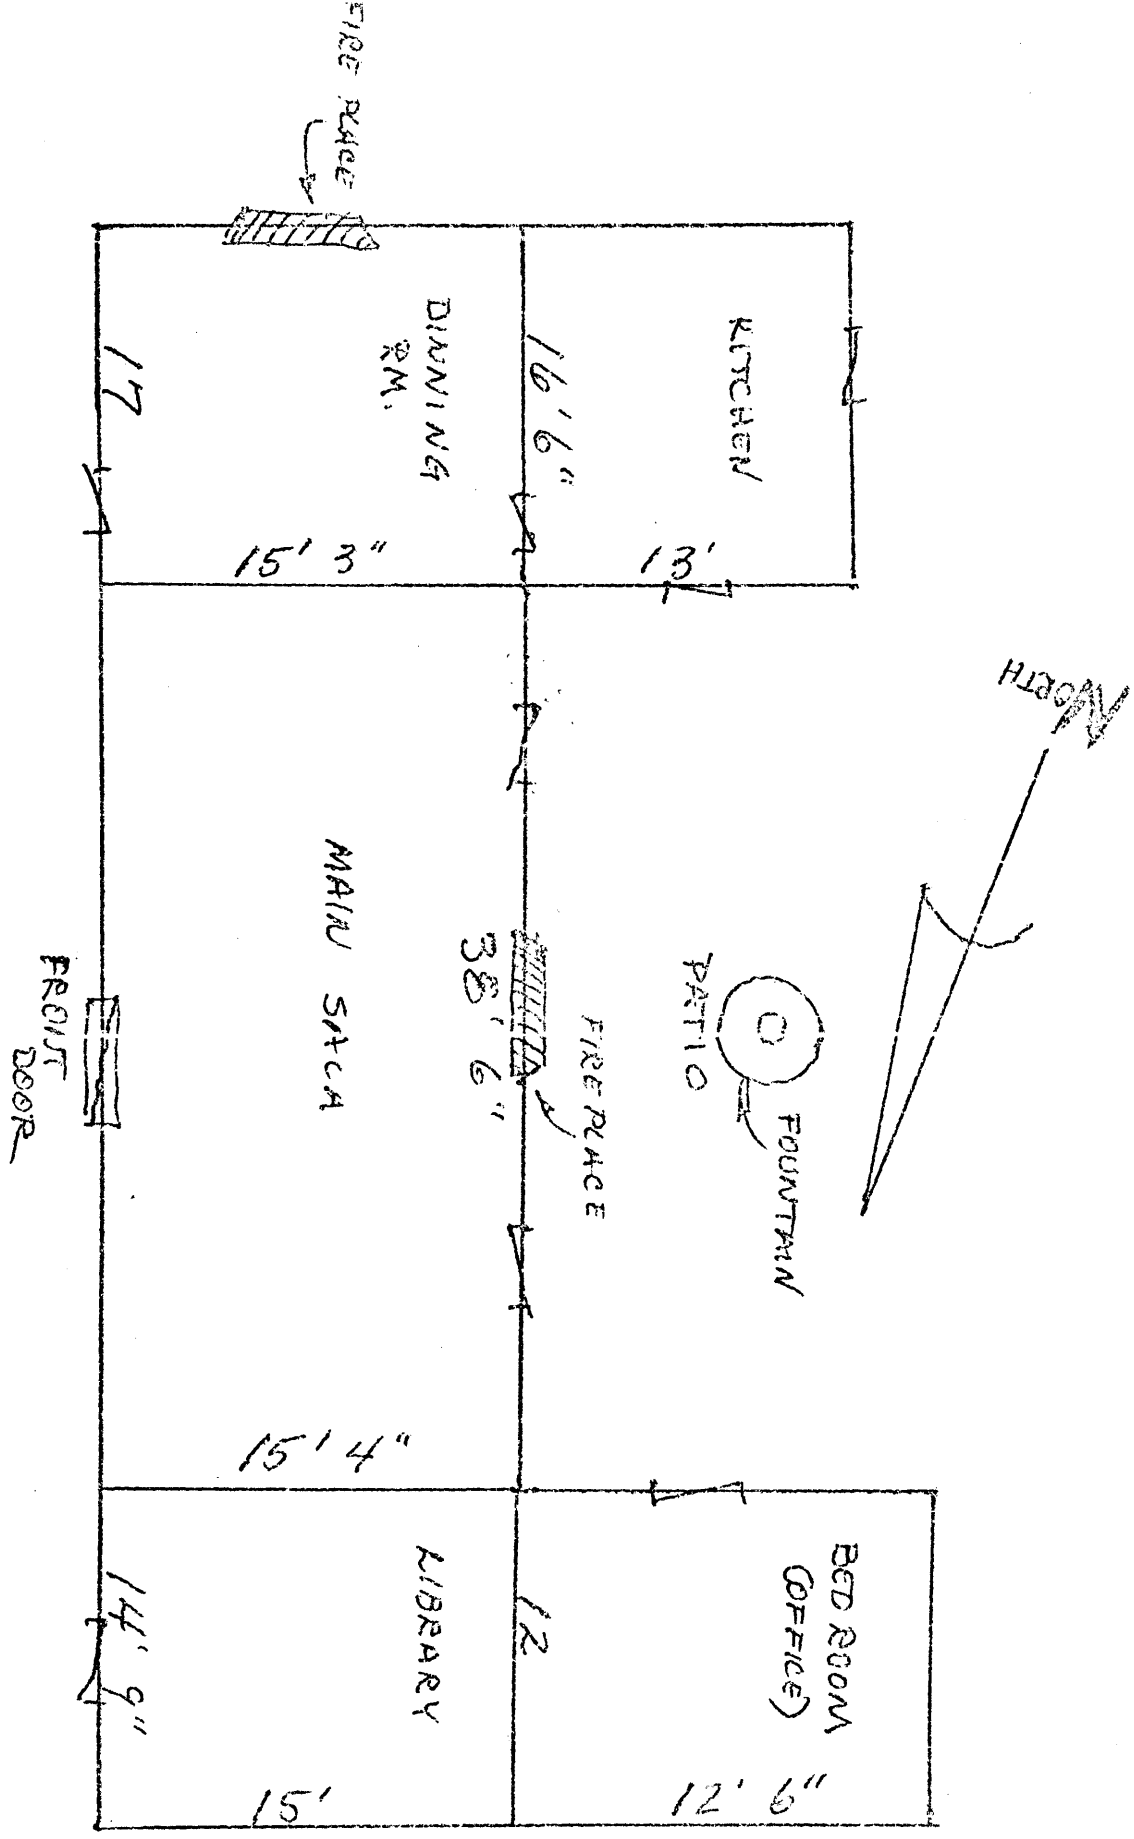 FIRE PLACE
KITCHEN
16' 6"
DINNING
RM.
17
15' 3"
13'
NORTH
PATIO
FOUNTAIN
FIRE PLACE
38' 6"
MAIN SALA
FRONT
DOOR
15' 4"
BED ROOM
(OFFICE)
12
LIBRARY
14' 9"
15'
12' 6"